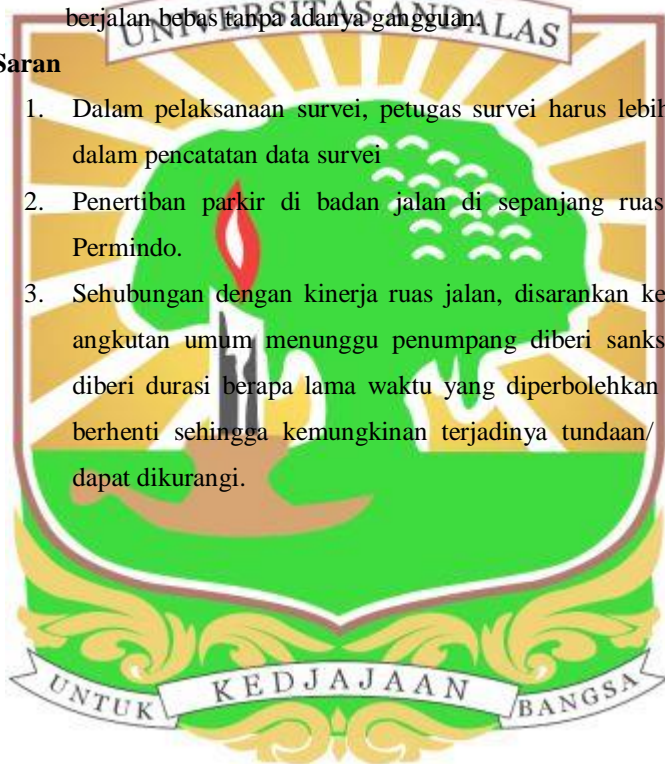 berjalan bebas tanpa adanya gangguan.
UNIVERSITAS ANDALAS
Saran
1. Dalam pelaksanaan survei, petugas survei harus lebih
dalam pencatatan data survei
2. Penertiban parkir di badan jalan di sepanjang ruas
Permindo.
3. Sehubungan dengan kinerja ruas jalan, disarankan ke
angkutan umum menunggu penumpang diberi sanks
diberi durasi berapa lama waktu yang diperbolehkan
berhenti sehingga kemungkinan terjadinya tundaan/
dapat dikurangi.
UNTUK KEDJAJAAN BANGSA